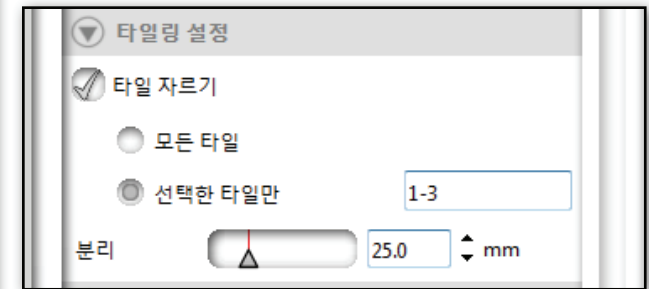 타일링 설정
타일 자르기
모든 타일
선택한 타일만 1-3
분리 25.0 mm